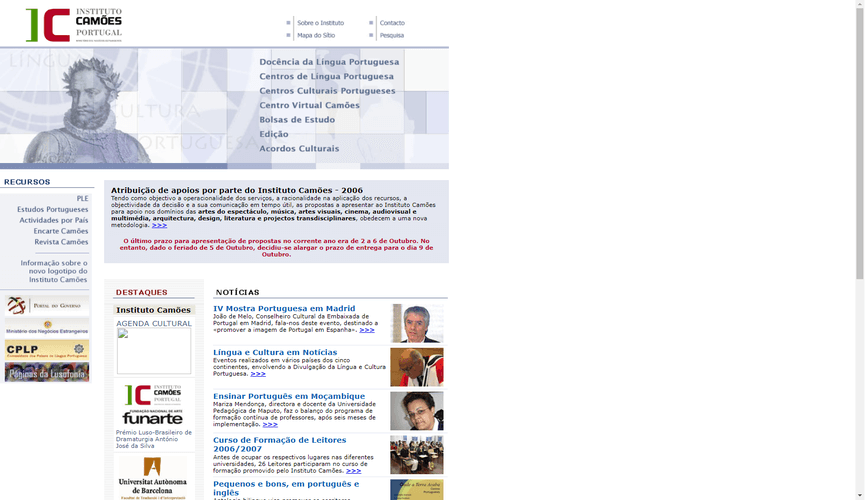 INSTITUTO
CAMÕES
PORTUGAL
Sobre o Instituto
Contacto
Mapa do Sítio
Pesquisa
LÍNGUA
CULTURA
PORTUGUESA
Docência da Língua Portuguesa
Centros de Língua Portuguesa
Centros Culturais Portugueses
Centro Virtual Camões
Bolsas de Estudo
Edição
Acordos Culturais
RECURSOS
PLE
Estudos Portugueses
Actividades por País
Encarte Camões
Revista Camões
Informação sobre o
novo logotipo do
Instituto Camões
PORTAL DO GOVERNO
Ministério dos Negócios Estrangeiros
CPLP
Páginas da Lusofonia
Atribuição de apoios por parte do Instituto Camões - 2006
Tendo como objectivo a operacionalidade dos serviços, a racionalidade na aplicação dos recursos, a
objectividade da decisão e a sua comunicação em tempo útil, as propostas a apresentar ao Instituto Camões
para apoio nos domínios das artes do espectáculo, música, artes visuais, cinema, audiovisual e
multimédia, arquitectura, design, literatura e projectos transdisciplinares, obedecem a uma nova
metodologia. >>>
O último prazo para apresentação de propostas no corrente ano era de 2 a 6 de Outubro. No
entanto, dado o feriado de 5 de Outubro, decidiu-se alargar o prazo de entrega para o dia 9 de
Outubro.
DESTAQUES
Instituto Camões
AGENDA CULTURAL
INSTITUTO
CAMÕES
PORTUGAL
FUNDAÇÃO NACIONAL DE ARTE
funarte
Prémio Luso-Brasileiro de
Dramaturgia António
José da Silva
Universitat Autònoma
de Barcelona
NOTÍCIAS
IV Mostra Portuguesa em Madrid
João de Melo, Conselheiro Cultural da Embaixada de
Portugal em Madrid, fala-nos deste evento, destinado a
«promover a imagem de Portugal em Espanha». >>>
Língua e Cultura em Notícias
Eventos realizados em vários países dos cinco
continentes, envolvendo a Divulgação da Língua e Cultura
Portuguesa. >>>
Ensinar Português em Moçambique
Mariza Mendonça, directora e docente da Universidade
Pedagógica de Maputo, faz o balanço do programa de
formação contínua de professores, após seis meses de
implementação. >>>
Curso de Formação de Leitores
2006/2007
Antes de ocupar os respectivos lugares nas diferentes
universidades, 26 Leitores participaram no curso de
formação promovido pelo Instituto Camões. >>>
Pequenos e bons, em português e
inglês